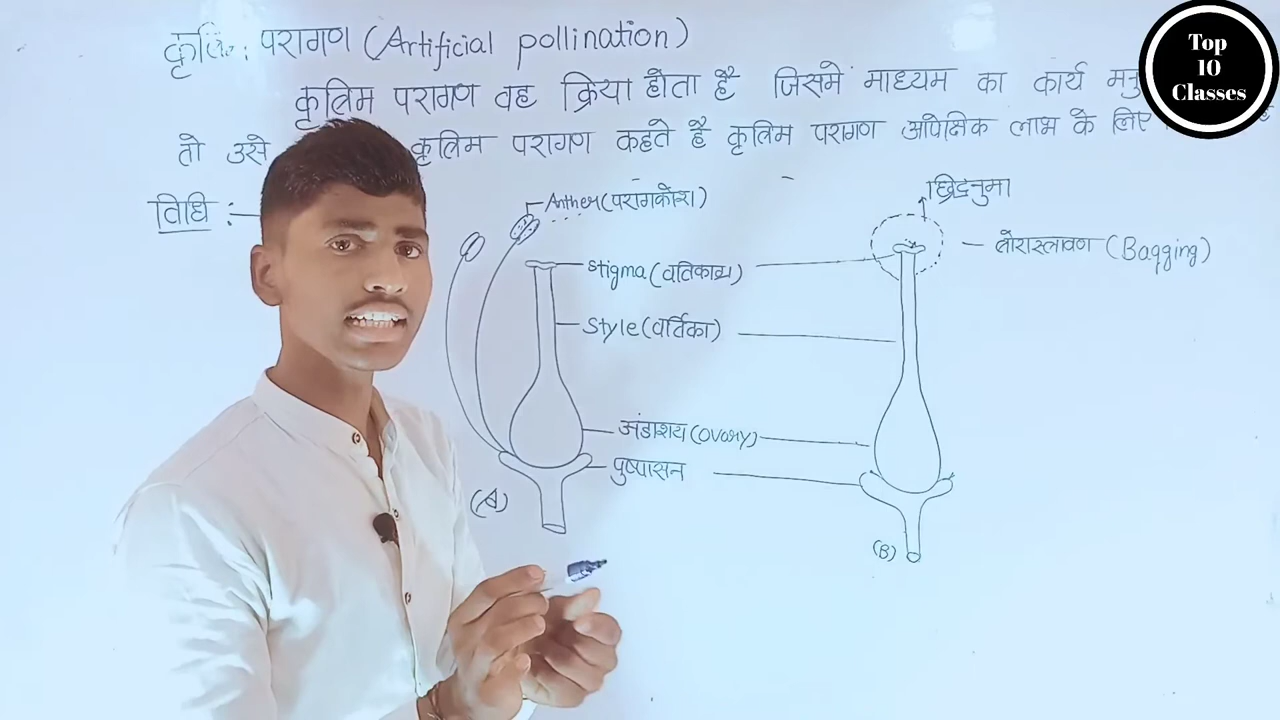 परागण (Artificial pollination)
कृत्रिम परागण वह क्रिया होता है जिसमें माध्यम का कार्य
तो उसे कृत्रिम परागण कहते है कृत्रिम परागण आपेक्षिक लाभ के लिए
विधि :-
Anther (परागकोश)
Stigma (वर्तिकाग्र)
Style (वर्तिका)
अंडाशय (ovary)
पुष्पासन
(A)
छिद्रनुमा
बोरास्त्रावण (Bagging)
(B)
Top
10
Classes